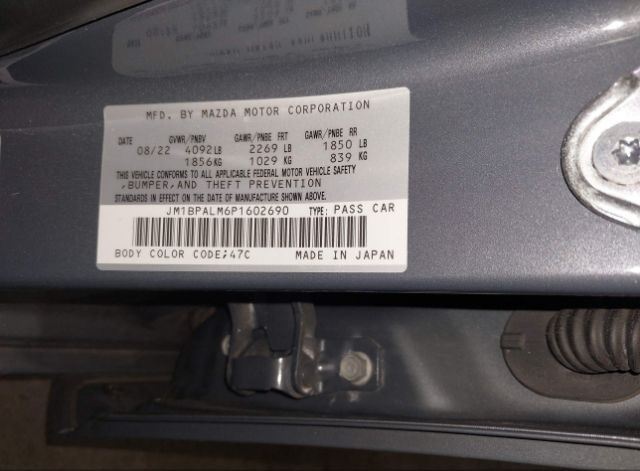 MFD. BY MAZDA MOTOR CORPORATION
DATE GVWR/PNBV GAWR/PNBE FRT GAWR/PNBE RR
08/22 4092LB 2269 LB 1850 LB
1856KG 1029 KG 839 KG
THIS VEHICLE CONFORMS TO ALL APPLICABLE FEDERAL MOTOR VEHICLE SAFETY
,BUMPER,AND THEFT PREVENTION
STANDARDS IN EFFECT ON THE DATE OF MANUFACTURE SHOWN ABOVE.
JM1BPALM6P1602690 TYPE: PASS CAR
BODY COLOR CODE;47C MADE IN JAPAN